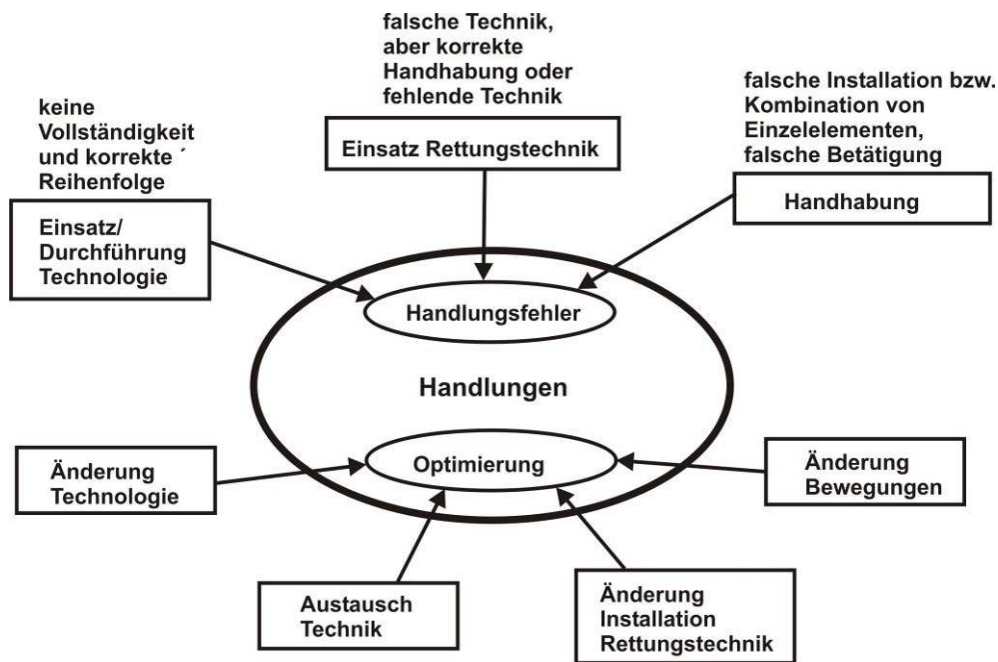 falsche Technik,
aber korrekte
Handhabung oder
fehlende Technik
Einsatz Rettungstechnik
keine
Vollständigkeit
und korrekte ´
Reihenfolge
Einsatz/
Durchführung
Technologie
falsche Installation bzw.
Kombination von
Einzelelementen,
falsche Betätigung
Handhabung
Handlungsfehler
Handlungen
Optimierung
Änderung
Technologie
Änderung
Bewegungen
Austausch
Technik
Änderung
Installation
Rettungstechnik